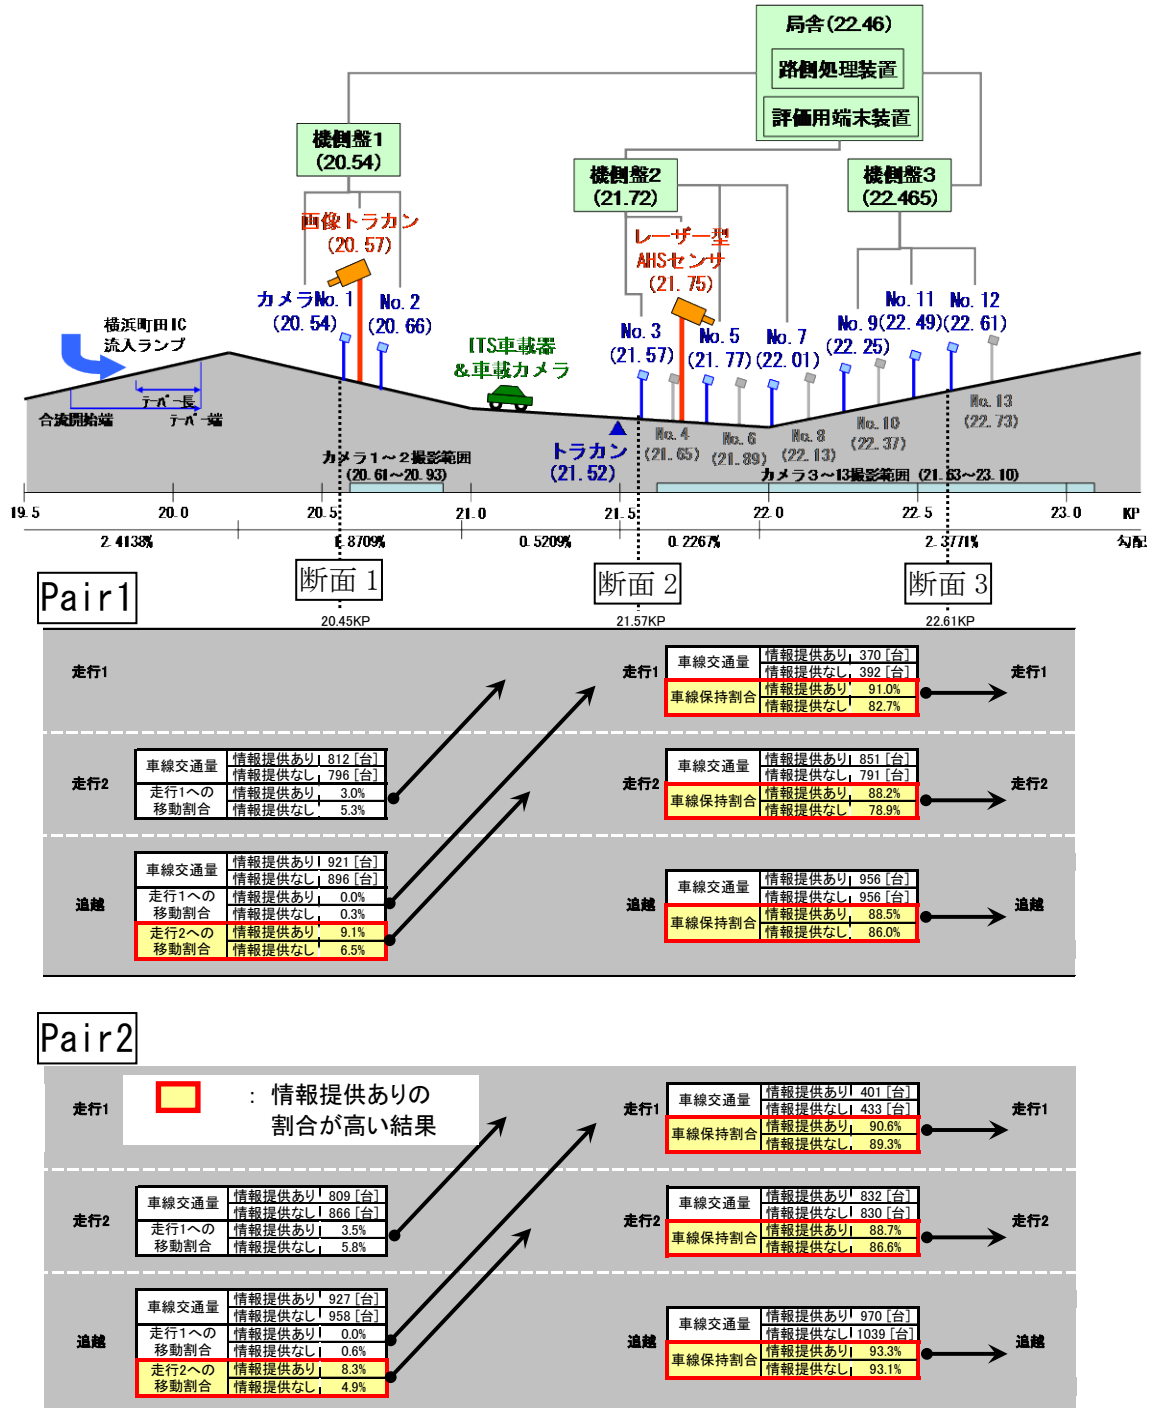 局舎(22.46)
路側処理装置
評価用端末装置
機側盤1
(20.54)
機側盤2
(21.72)
機側盤3
(22.465)
画像トラカン
(20.57)
レーザー型
AHSセンサ
(21.75)
カメラNo.1
(20.54)
No.2
(20.66)
No.3
(21.57)
No.5
(21.77)
No.7
(22.01)
No.9
(22.25)
No.11
(22.49)
No.12
(22.61)
横浜町田IC
流入ランプ
ITS車載器
&車載カメラ
テーパー長
合流開始端
テーパー端
トラカン
(21.52)
No.4
(21.65)
No.6
(21.89)
No.8
(22.13)
No.10
(22.37)
No.13
(22.73)
カメラ1~2撮影範囲
(20.61~20.93)
カメラ3~13撮影範囲 (21.63~23.10)
19.5 20.0 20.5 21.0 21.5 22.0 22.5 23.0 KP
2.4138% 1.8709% 0.5209% 0.2267% 2.3771% 勾配
断面1
断面2
断面3
20.45KP
21.57KP
22.61KP
Pair1
走行1
走行1
車線交通量 情報提供あり 370 [台]
情報提供なし 392 [台]
車線保持割合 情報提供あり 91.0%
情報提供なし 82.7%
走行1
走行2
車線交通量 情報提供あり 812 [台]
情報提供なし 796 [台]
走行1への移動割合 情報提供あり 3.0%
情報提供なし 5.3%
走行2
車線交通量 情報提供あり 851 [台]
情報提供なし 791 [台]
車線保持割合 情報提供あり 88.2%
情報提供なし 78.9%
走行2
追越
車線交通量 情報提供あり 921 [台]
情報提供なし 896 [台]
走行1への移動割合 情報提供あり 0.0%
情報提供なし 0.3%
走行2への移動割合 情報提供あり 9.1%
情報提供なし 6.5%
追越
車線交通量 情報提供あり 956 [台]
情報提供なし 956 [台]
車線保持割合 情報提供あり 88.5%
情報提供なし 86.0%
追越
Pair2
: 情報提供ありの
割合が高い結果
走行1
走行1
車線交通量 情報提供あり 401 [台]
情報提供なし 433 [台]
車線保持割合 情報提供あり 90.6%
情報提供なし 89.3%
走行1
走行2
車線交通量 情報提供あり 809 [台]
情報提供なし 866 [台]
走行1への移動割合 情報提供あり 3.5%
情報提供なし 5.8%
走行2
車線交通量 情報提供あり 832 [台]
情報提供なし 830 [台]
車線保持割合 情報提供あり 88.7%
情報提供なし 86.6%
走行2
追越
車線交通量 情報提供あり 927 [台]
情報提供なし 958 [台]
走行1への移動割合 情報提供あり 0.0%
情報提供なし 0.6%
走行2への移動割合 情報提供あり 8.3%
情報提供なし 4.9%
追越
車線交通量 情報提供あり 970 [台]
情報提供なし 1039 [台]
車線保持割合 情報提供あり 93.3%
情報提供なし 93.1%
追越